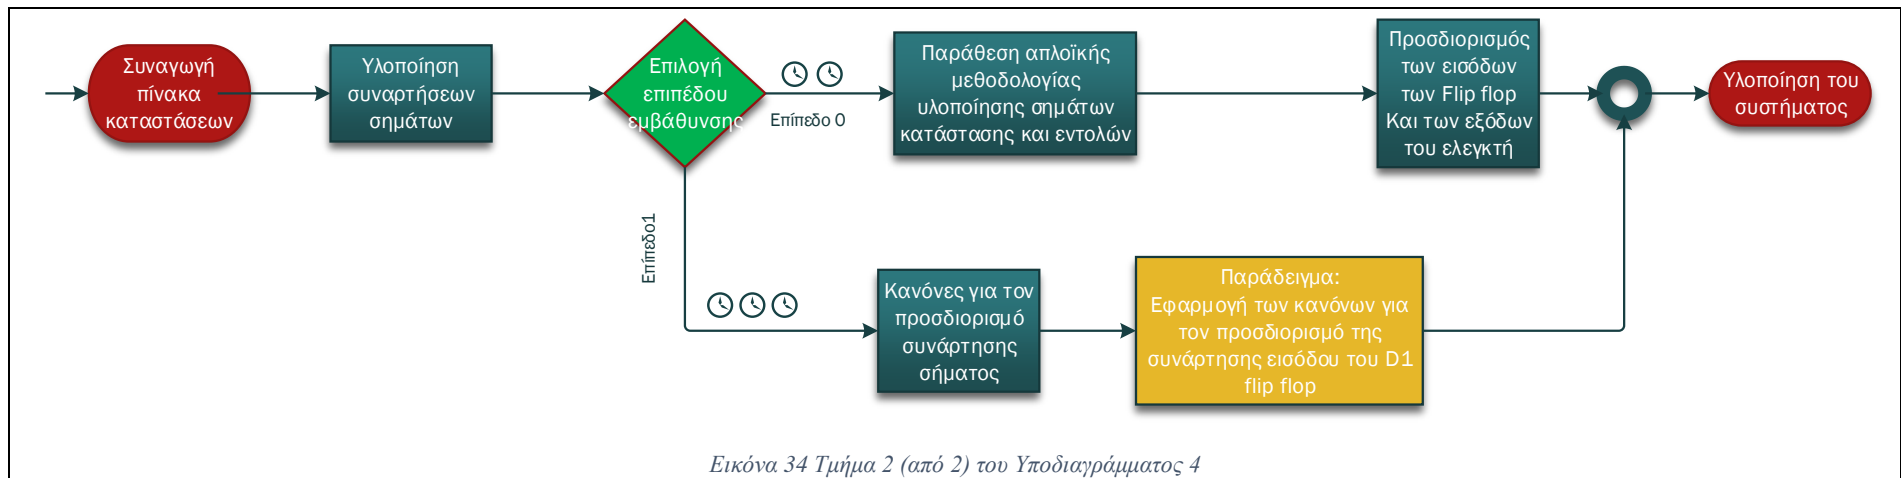 Συναγωγή
πίνακα
καταστάσεων
Υλοποίηση
συναρτήσεων
σημάτων
Επιλογή
επιπέδου
εμβάθυνσης
Επίπεδο 0
Παράθεση απλοϊκής
μεθοδολογίας
υλοποίησης σημάτων
κατάστασης και εντολών
Προσδιορισμός
των εισόδων
των Flip flop
Και των εξόδων
του ελεγκτή
Υλοποίηση του
συστήματος
Επίπεδο1
Κανόνες για τον
προσδιορισμό
συνάρτησης
σήματος
Παράδειγμα:
Εφαρμογή των κανόνων για
τον προσδιορισμό της
συνάρτησης εισόδου του D1
flip flop
Εικόνα 34 Τμήμα 2 (από 2) του Υποδιαγράμματος 4